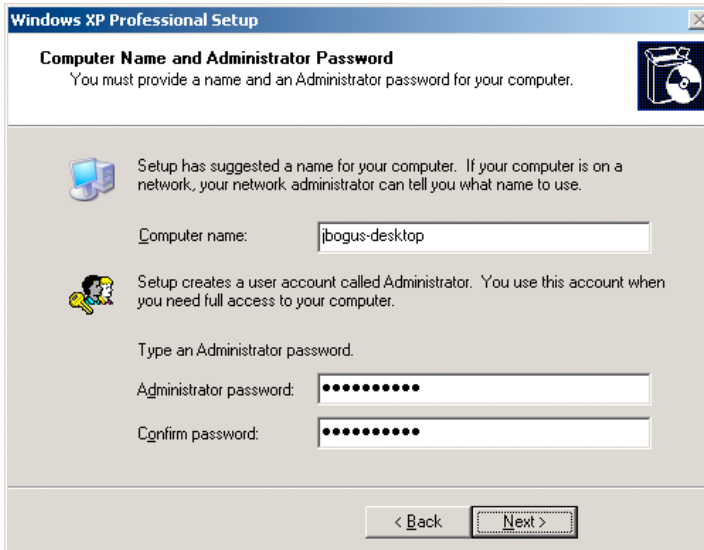 Windows XP Professional Setup
Computer Name and Administrator Password
You must provide a name and an Administrator password for your computer.
Setup has suggested a name for your computer. If your computer is on a
network, your network administrator can tell you what name to use.
Computer name: jbogus-desktop
Setup creates a user account called Administrator. You use this account when
you need full access to your computer.
Type an Administrator password.
Administrator password: ●●●●●●●●●●
Confirm password: ●●●●●●●●●●
< Back Next >